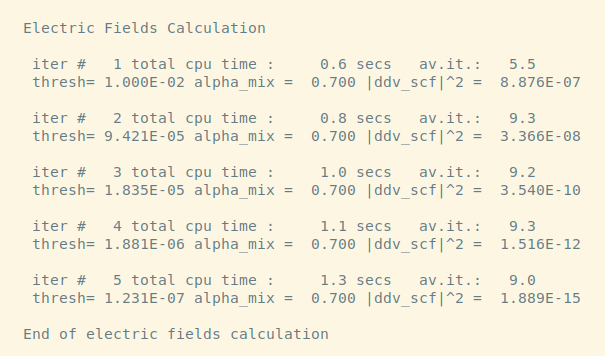 Electric Fields Calculation
iter #   1 total cpu time :     0.6 secs   av.it.:   5.5
thresh= 1.000E-02 alpha_mix =  0.700 |ddv_scf|^2 =  8.876E-07
iter #   2 total cpu time :     0.8 secs   av.it.:   9.3
thresh= 9.421E-05 alpha_mix =  0.700 |ddv_scf|^2 =  3.366E-08
iter #   3 total cpu time :     1.0 secs   av.it.:   9.2
thresh= 1.835E-05 alpha_mix =  0.700 |ddv_scf|^2 =  3.540E-10
iter #   4 total cpu time :     1.1 secs   av.it.:   9.3
thresh= 1.881E-06 alpha_mix =  0.700 |ddv_scf|^2 =  1.516E-12
iter #   5 total cpu time :     1.3 secs   av.it.:   9.0
thresh= 1.231E-07 alpha_mix =  0.700 |ddv_scf|^2 =  1.889E-15
End of electric fields calculation